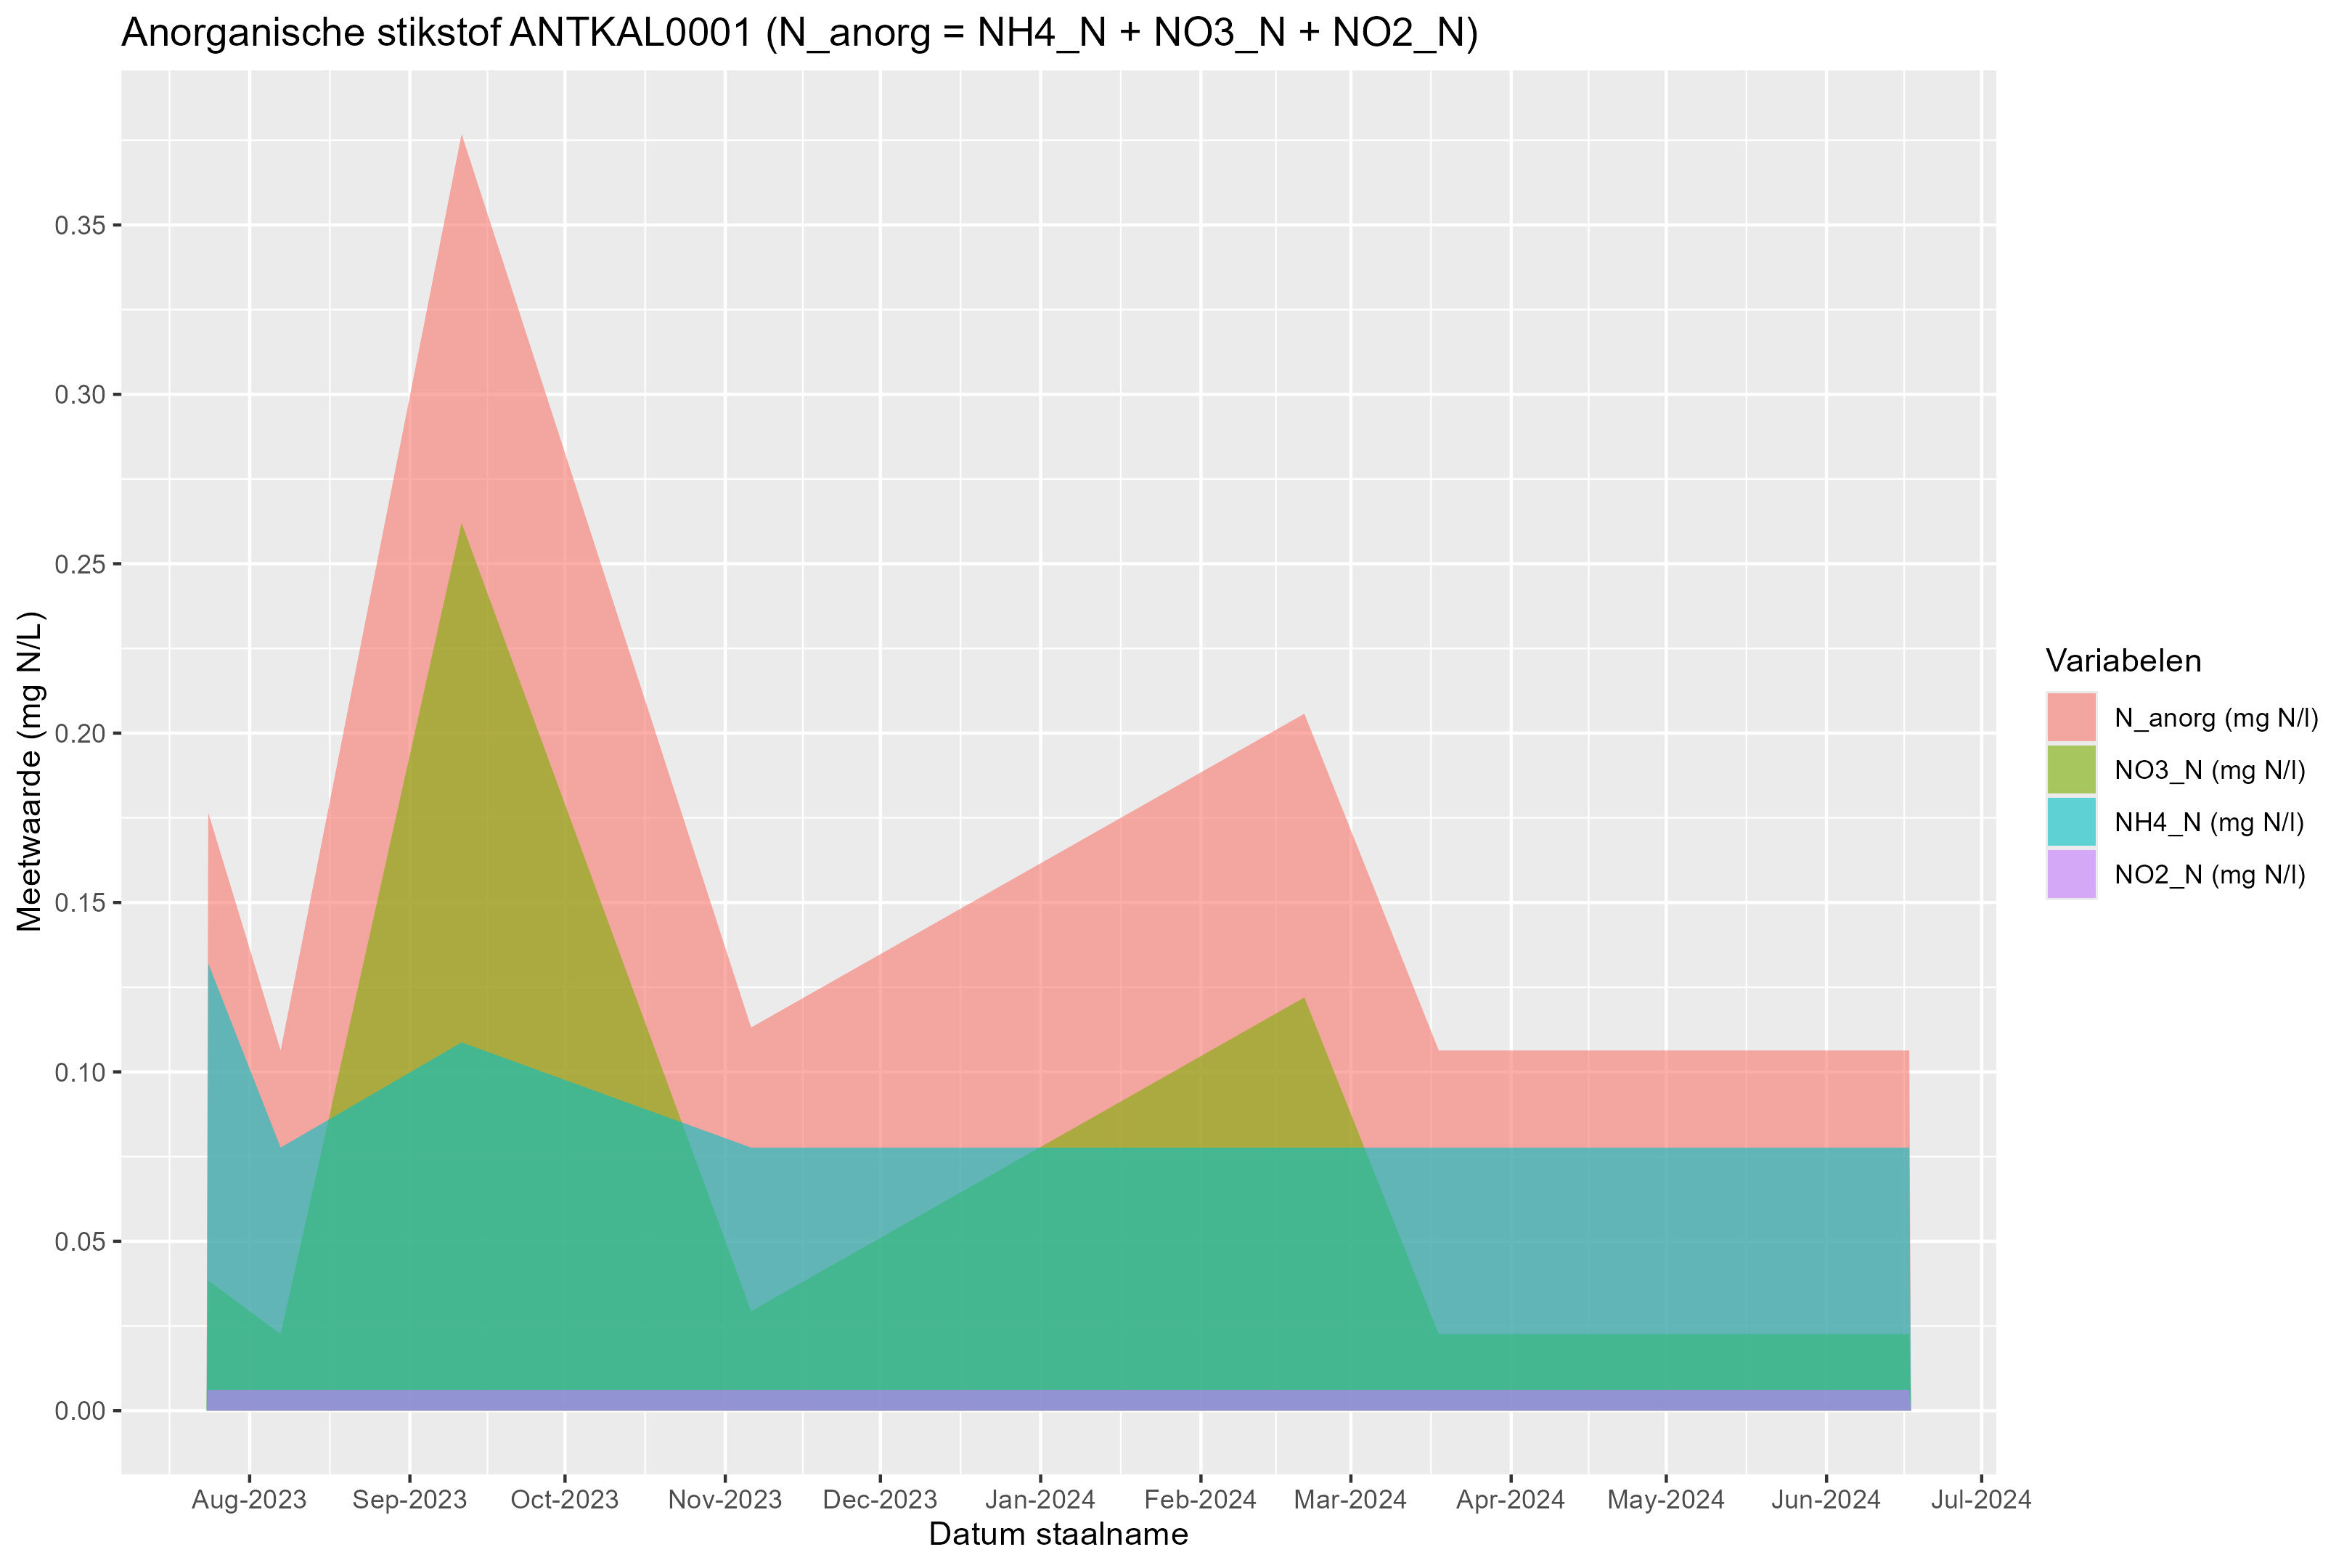 Anorganische stikstof ANTKAL0001 (N_anorg = NH4_N + NO3_N + NO2_N)
Meetwaarde (mg N/L)
0.35
0.30
0.25
0.20
0.15
0.10
0.05
0.00
Aug-2023 Sep-2023 Oct-2023 Nov-2023 Dec-2023 Jan-2024 Feb-2024 Mar-2024 Apr-2024 May-2024 Jun-2024 Jul-2024
Datum staalname
Variabelen
N_anorg (mg N/l)
NO3_N (mg N/l)
NH4_N (mg N/l)
NO2_N (mg N/l)